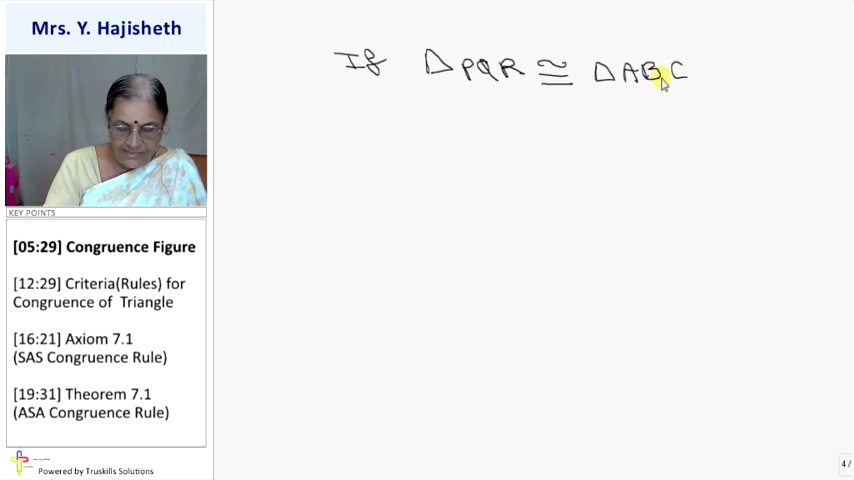 Mrs. Y. Hajisheth
If △PQR ≅ △ABC
KEY POINTS
[05:29] Congruence Figure
[12:29] Criteria(Rules) for
Congruence of Triangle
[16:21] Axiom 7.1
(SAS Congruence Rule)
[19:31] Theorem 7.1
(ASA Congruence Rule)
Powered by Truskills Solutions
4/